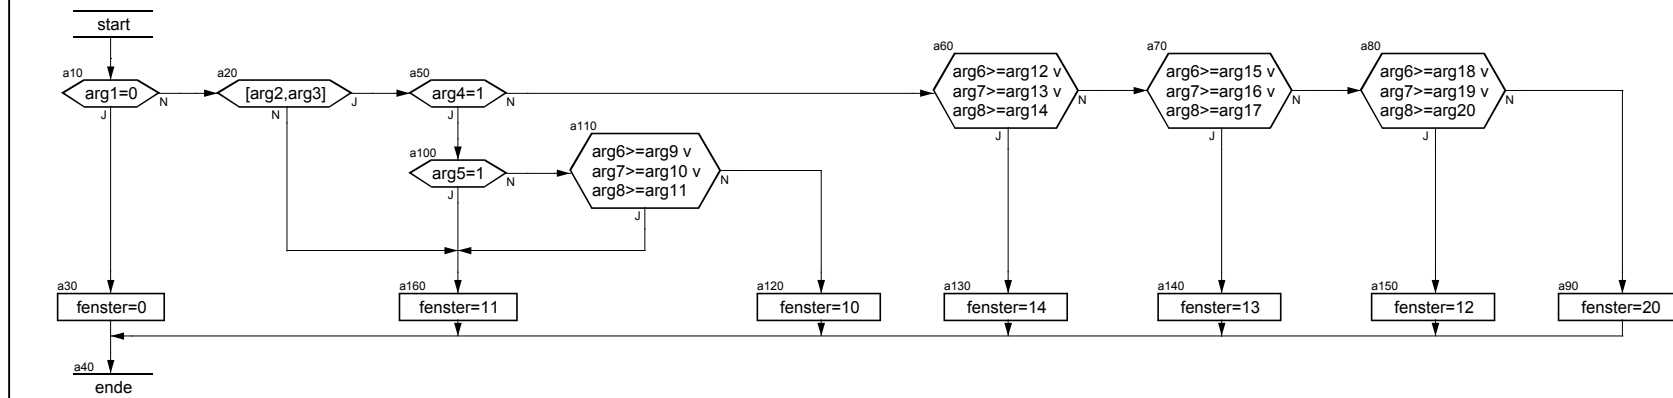 start
a10
arg1=0
N
J
a20
[arg2,arg3]
J
N
a50
arg4=1
N
J
a60
arg6>=arg12 v
arg7>=arg13 v
arg8>=arg14
N
J
a70
arg6>=arg15 v
arg7>=arg16 v
arg8>=arg17
N
J
a80
arg6>=arg18 v
arg7>=arg19 v
arg8>=arg20
N
J
a100
arg5=1
N
J
a110
arg6>=arg9 v
arg7>=arg10 v
arg8>=arg11
N
J
a30
fenster=0
a160
fenster=11
a120
fenster=10
a130
fenster=14
a140
fenster=13
a150
fenster=12
a90
fenster=20
a40
ende